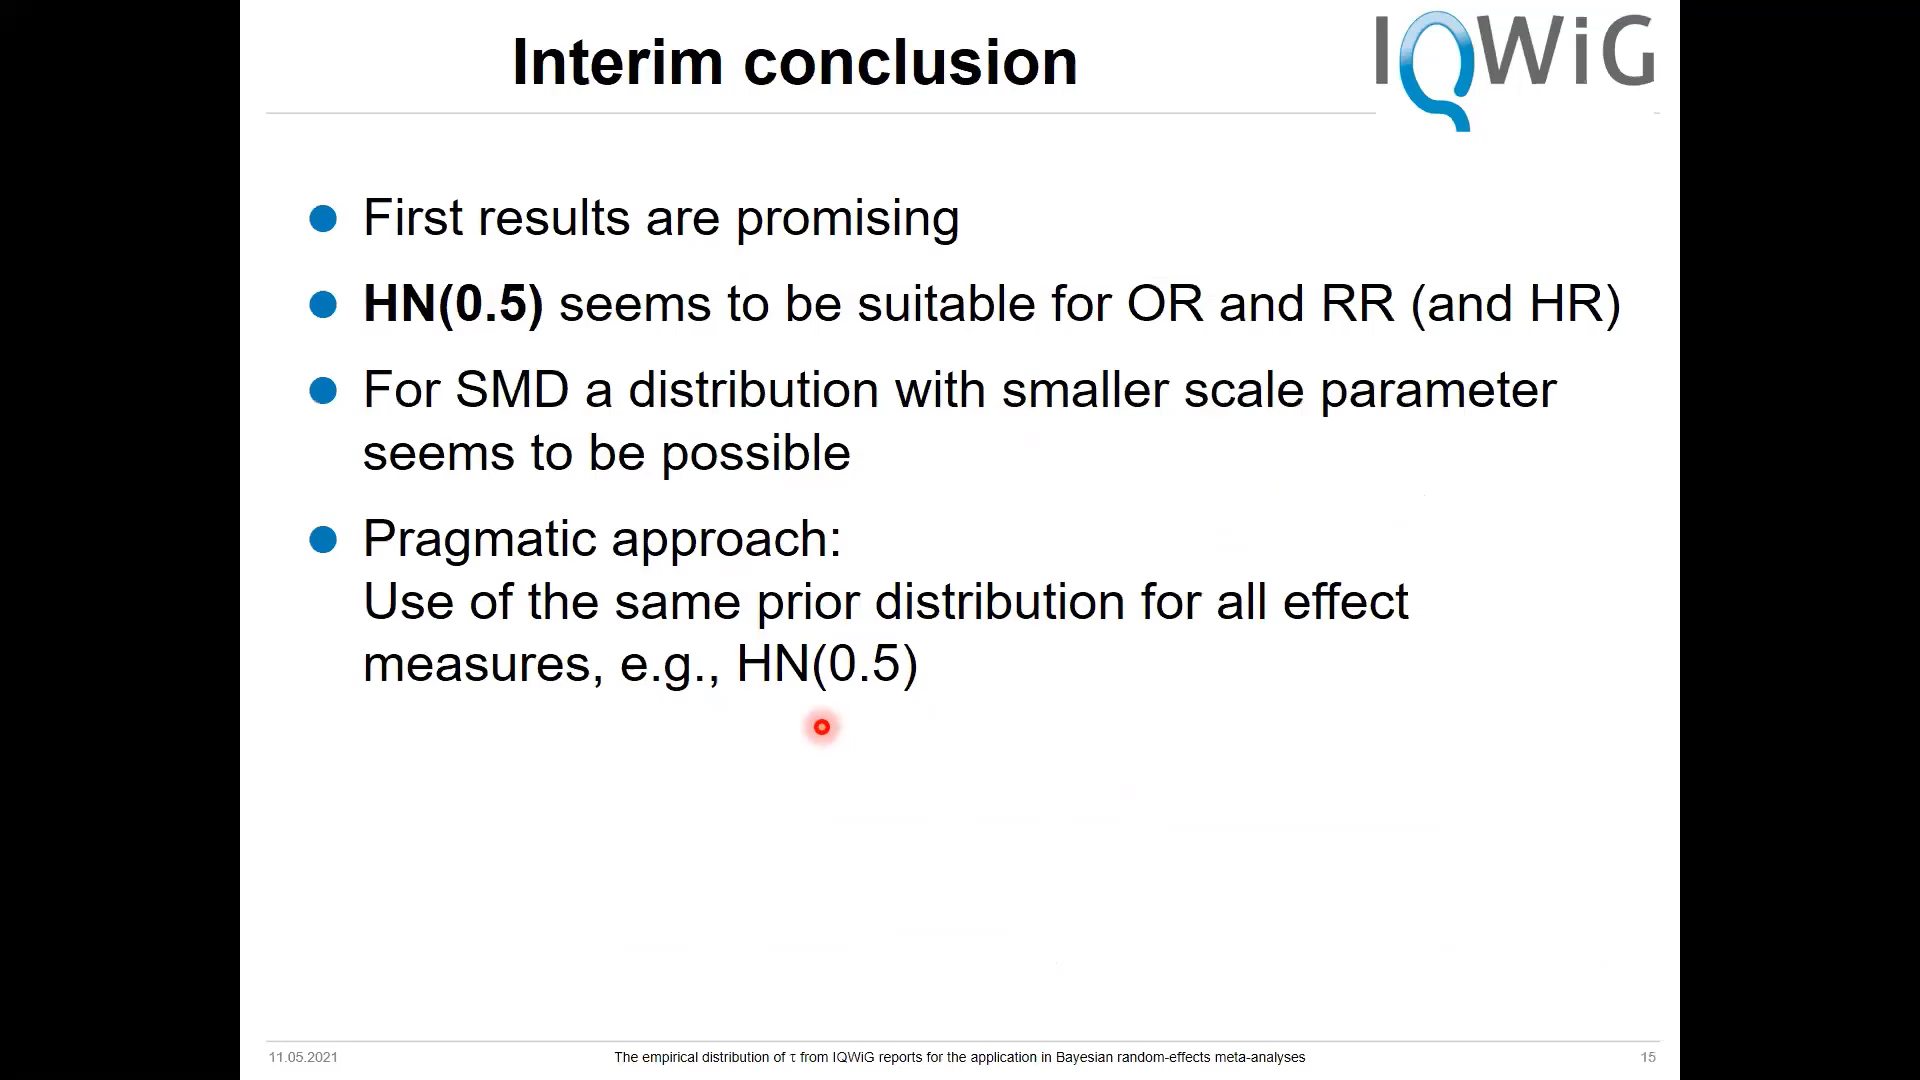 Interim conclusion
IQWiG
First results are promising
HN(0.5) seems to be suitable for OR and RR (and HR)
For SMD a distribution with smaller scale parameter
seems to be possible
Pragmatic approach:
Use of the same prior distribution for all effect
measures, e.g., HN(0.5)
11.05.2021
The empirical distribution of τ from IQWiG reports for the application in Bayesian random-effects meta-analyses
15